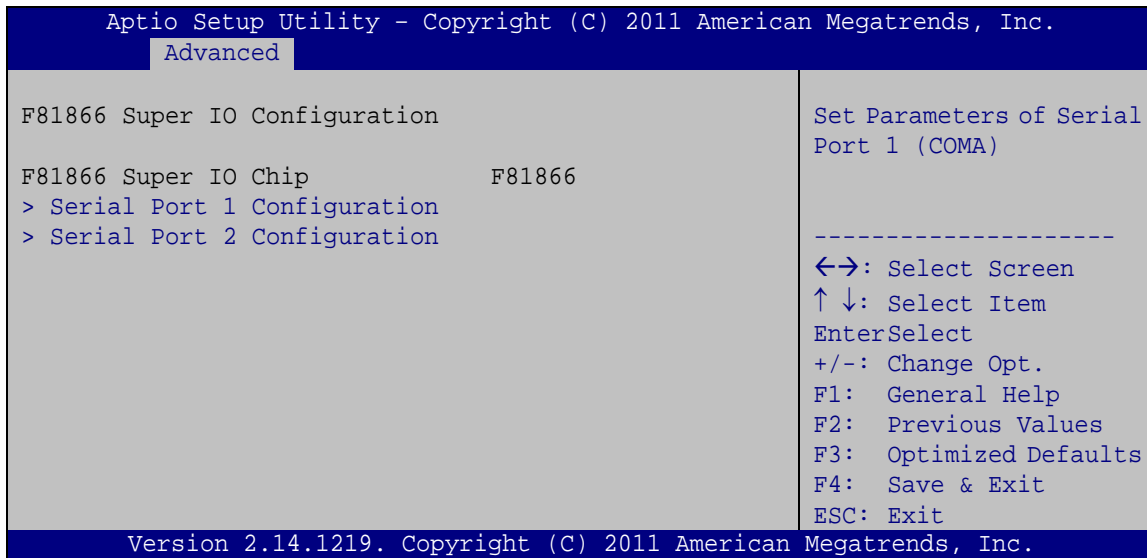 Aptio Setup Utility – Copyright (C) 2011 American Megatrends, Inc.
Advanced
F81866 Super IO Configuration
F81866 Super IO Chip F81866
> Serial Port 1 Configuration
> Serial Port 2 Configuration
Set Parameters of Serial
Port 1 (COMA)
---------------------
←→: Select Screen
↑ ↓: Select Item
EnterSelect
+/-: Change Opt.
F1: General Help
F2: Previous Values
F3: Optimized Defaults
F4: Save & Exit
ESC: Exit
Version 2.14.1219. Copyright (C) 2011 American Megatrends, Inc.